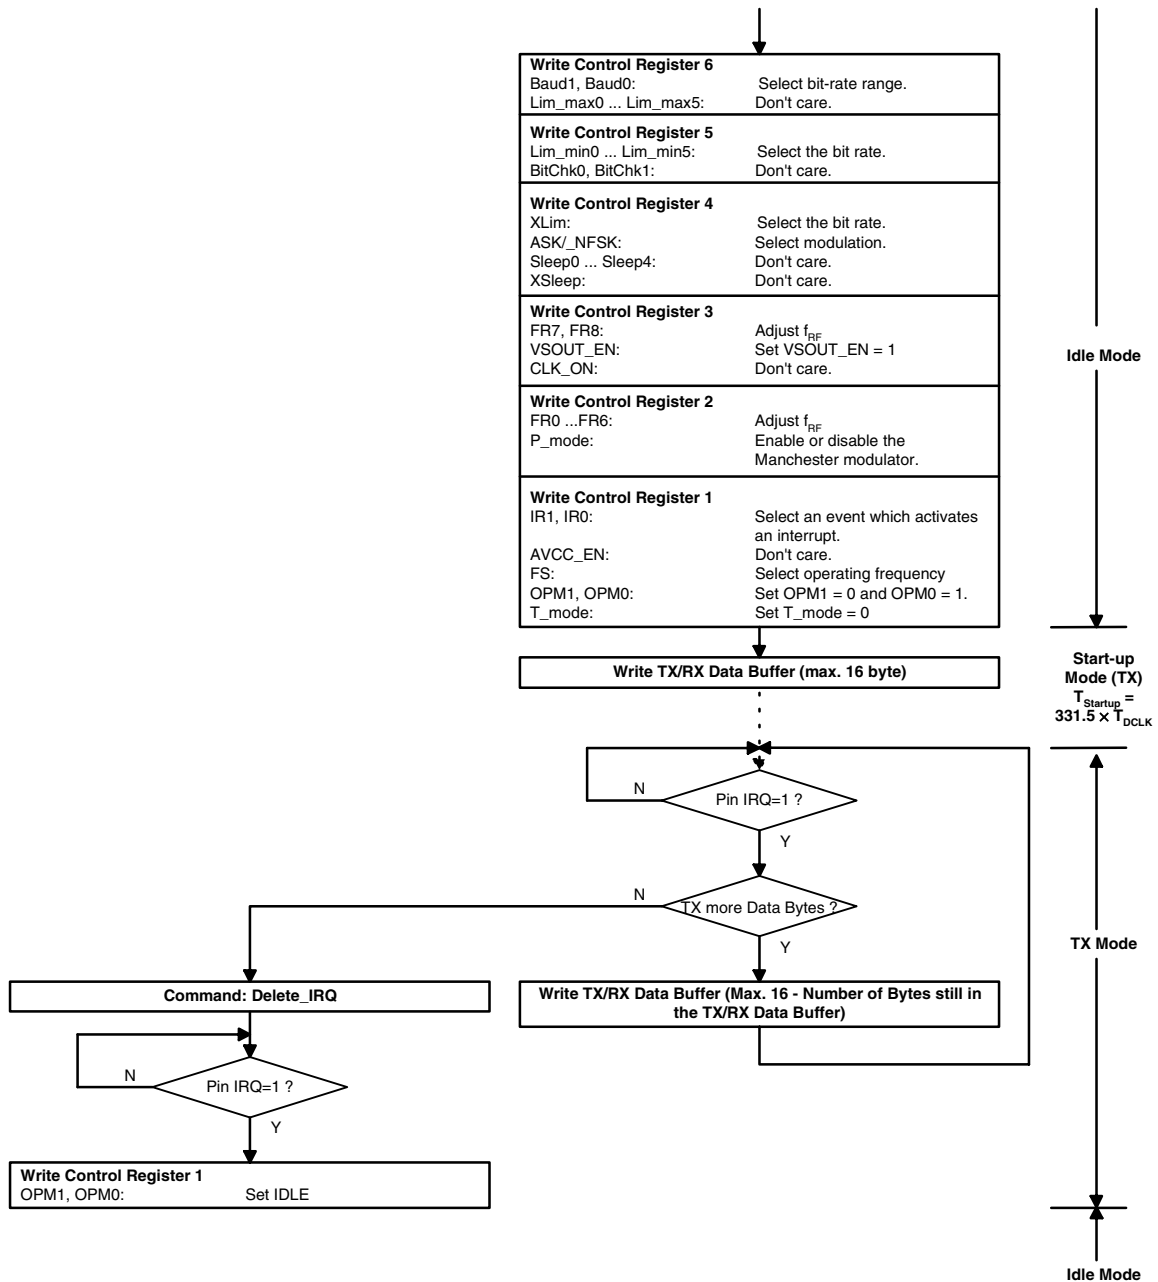 Write Control Register 6
Baud1, Baud0: Select bit-rate range.
Lim_max0 ... Lim_max5: Don't care.
Write Control Register 5
Lim_min0 ... Lim_min5: Select the bit rate.
BitChk0, BitChk1: Don't care.
Write Control Register 4
XLim: Select the bit rate.
ASK/_NFSK: Select modulation.
Sleep0 ... Sleep4: Don't care.
XSleep: Don't care.
Write Control Register 3
FR7, FR8: Adjust fRF
VSOUT_EN: Set VSOUT_EN = 1
CLK_ON: Don't care.
Idle Mode
Write Control Register 2
FR0 ...FR6: Adjust fRF
P_mode: Enable or disable the
Manchester modulator.
Write Control Register 1
IR1, IR0: Select an event which activates
an interrupt.
AVCC_EN: Don't care.
FS: Select operating frequency
OPM1, OPM0: Set OPM1 = 0 and OPM0 = 1.
T_mode: Set T_mode = 0
Write TX/RX Data Buffer (max. 16 byte)
Start-up
Mode (TX)
TStartup =
331.5 × TDCLK
N
Pin IRQ=1 ?
Y
N
TX more Data Bytes ?
Y
TX Mode
Command: Delete_IRQ
Write TX/RX Data Buffer (Max. 16 - Number of Bytes still in
the TX/RX Data Buffer)
N
Pin IRQ=1 ?
Y
Write Control Register 1
OPM1, OPM0: Set IDLE
Idle Mode